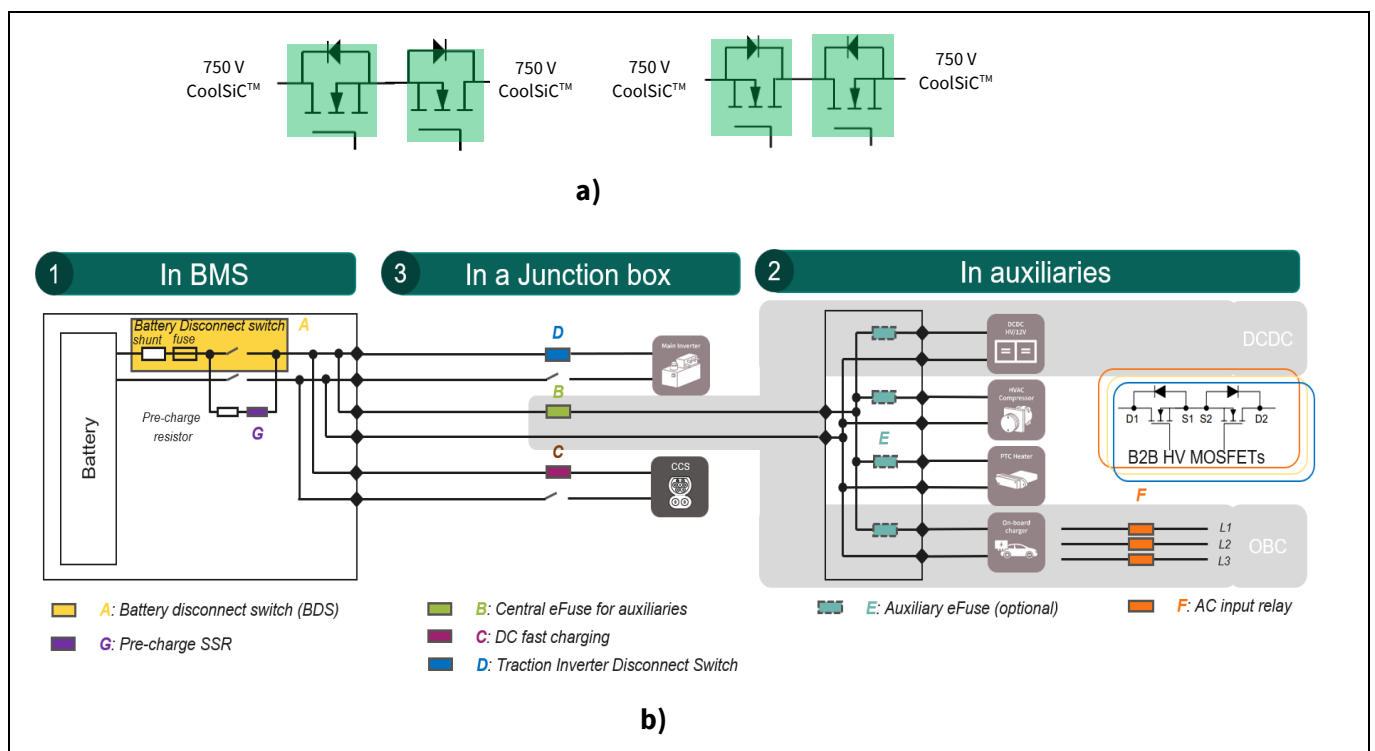 750 V
CoolSiC™
750 V
CoolSiC™
750 V
CoolSiC™
750 V
CoolSiC™
a)
1 In BMS
3 In a Junction box
2 In auxiliaries
Battery Disconnect switch A
shunt fuse
Pre-charge
resistor
G
Battery
D
B
C
Main Inverter
CCS
E
DCDC
HV/12V
HVAC
Compressor
PTC Heater
On-board
charger
DCDC
D1 S1 S2 D2
B2B HV MOSFETs
F
L1
L2
L3
OBC
A: Battery disconnect switch (BDS)
G: Pre-charge SSR
B: Central eFuse for auxiliaries
C: DC fast charging
D: Traction Inverter Disconnect Switch
E: Auxiliary eFuse (optional)
F: AC input relay
b)